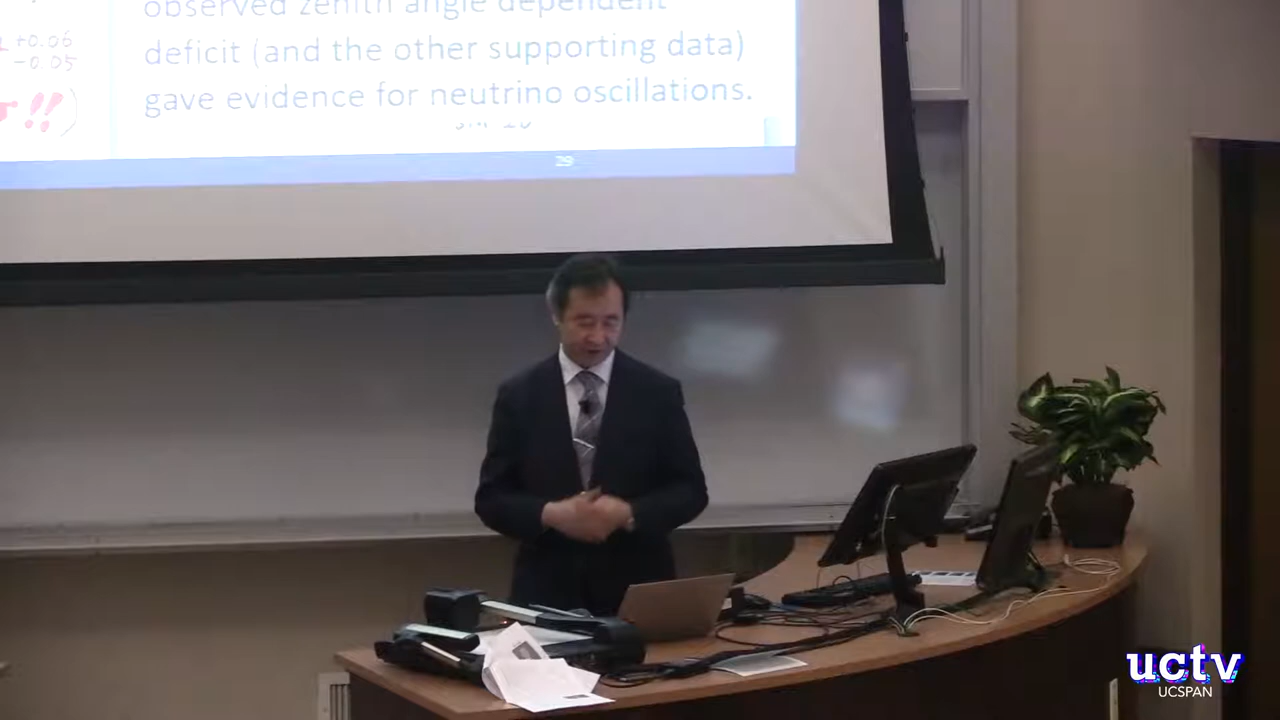 observed zenith angle dependent
+0.06
-0.05
deficit (and the other supporting data)
!!)
gave evidence for neutrino oscillations.
29
uctv
UCSPAN